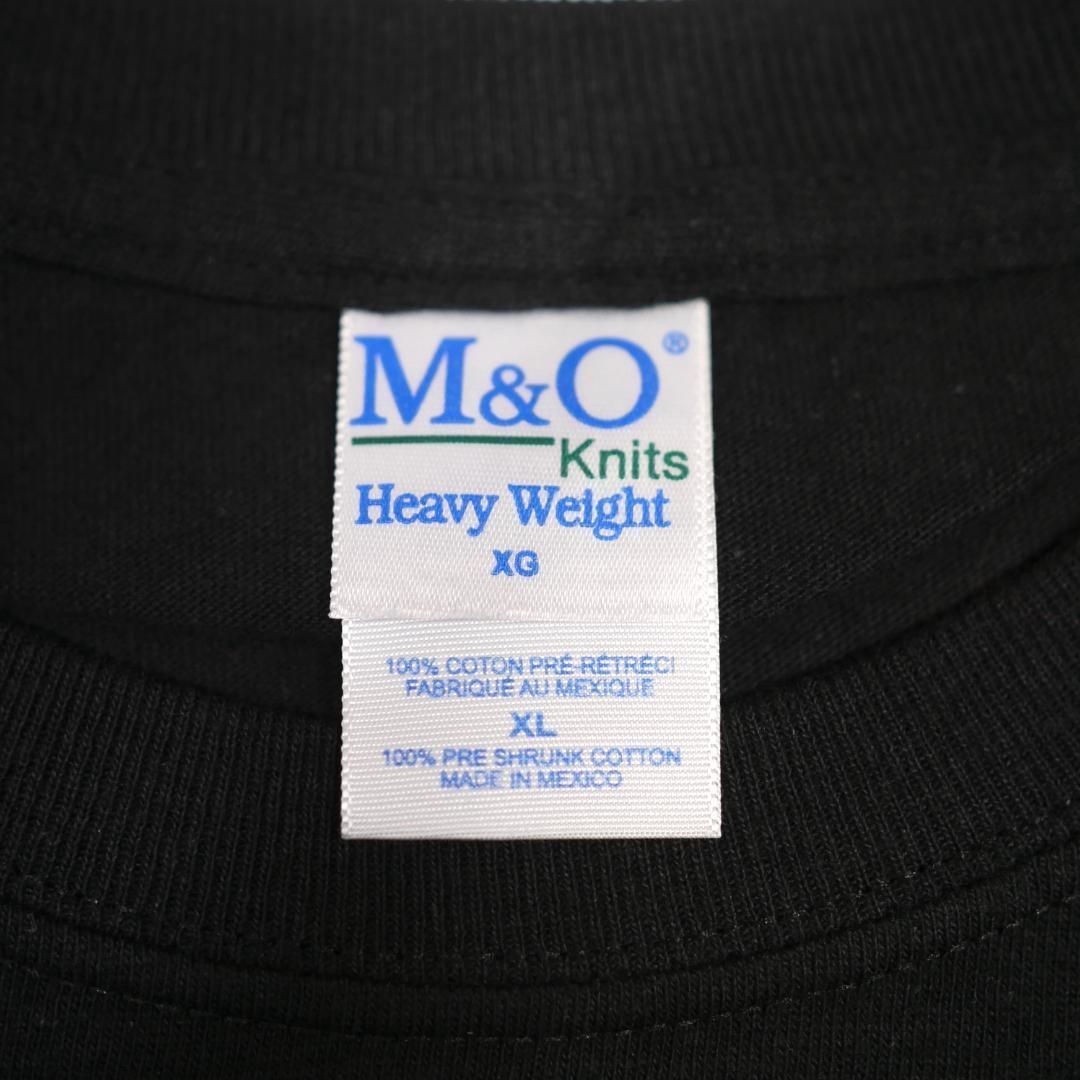 M&O®
Knits
Heavy Weight
XG
100% COTON PRÉ-RÉTRÉCI
FABRIQUÉ AU MEXIQUE
XL
100% PRE SHRUNK COTTON
MADE IN MEXICO